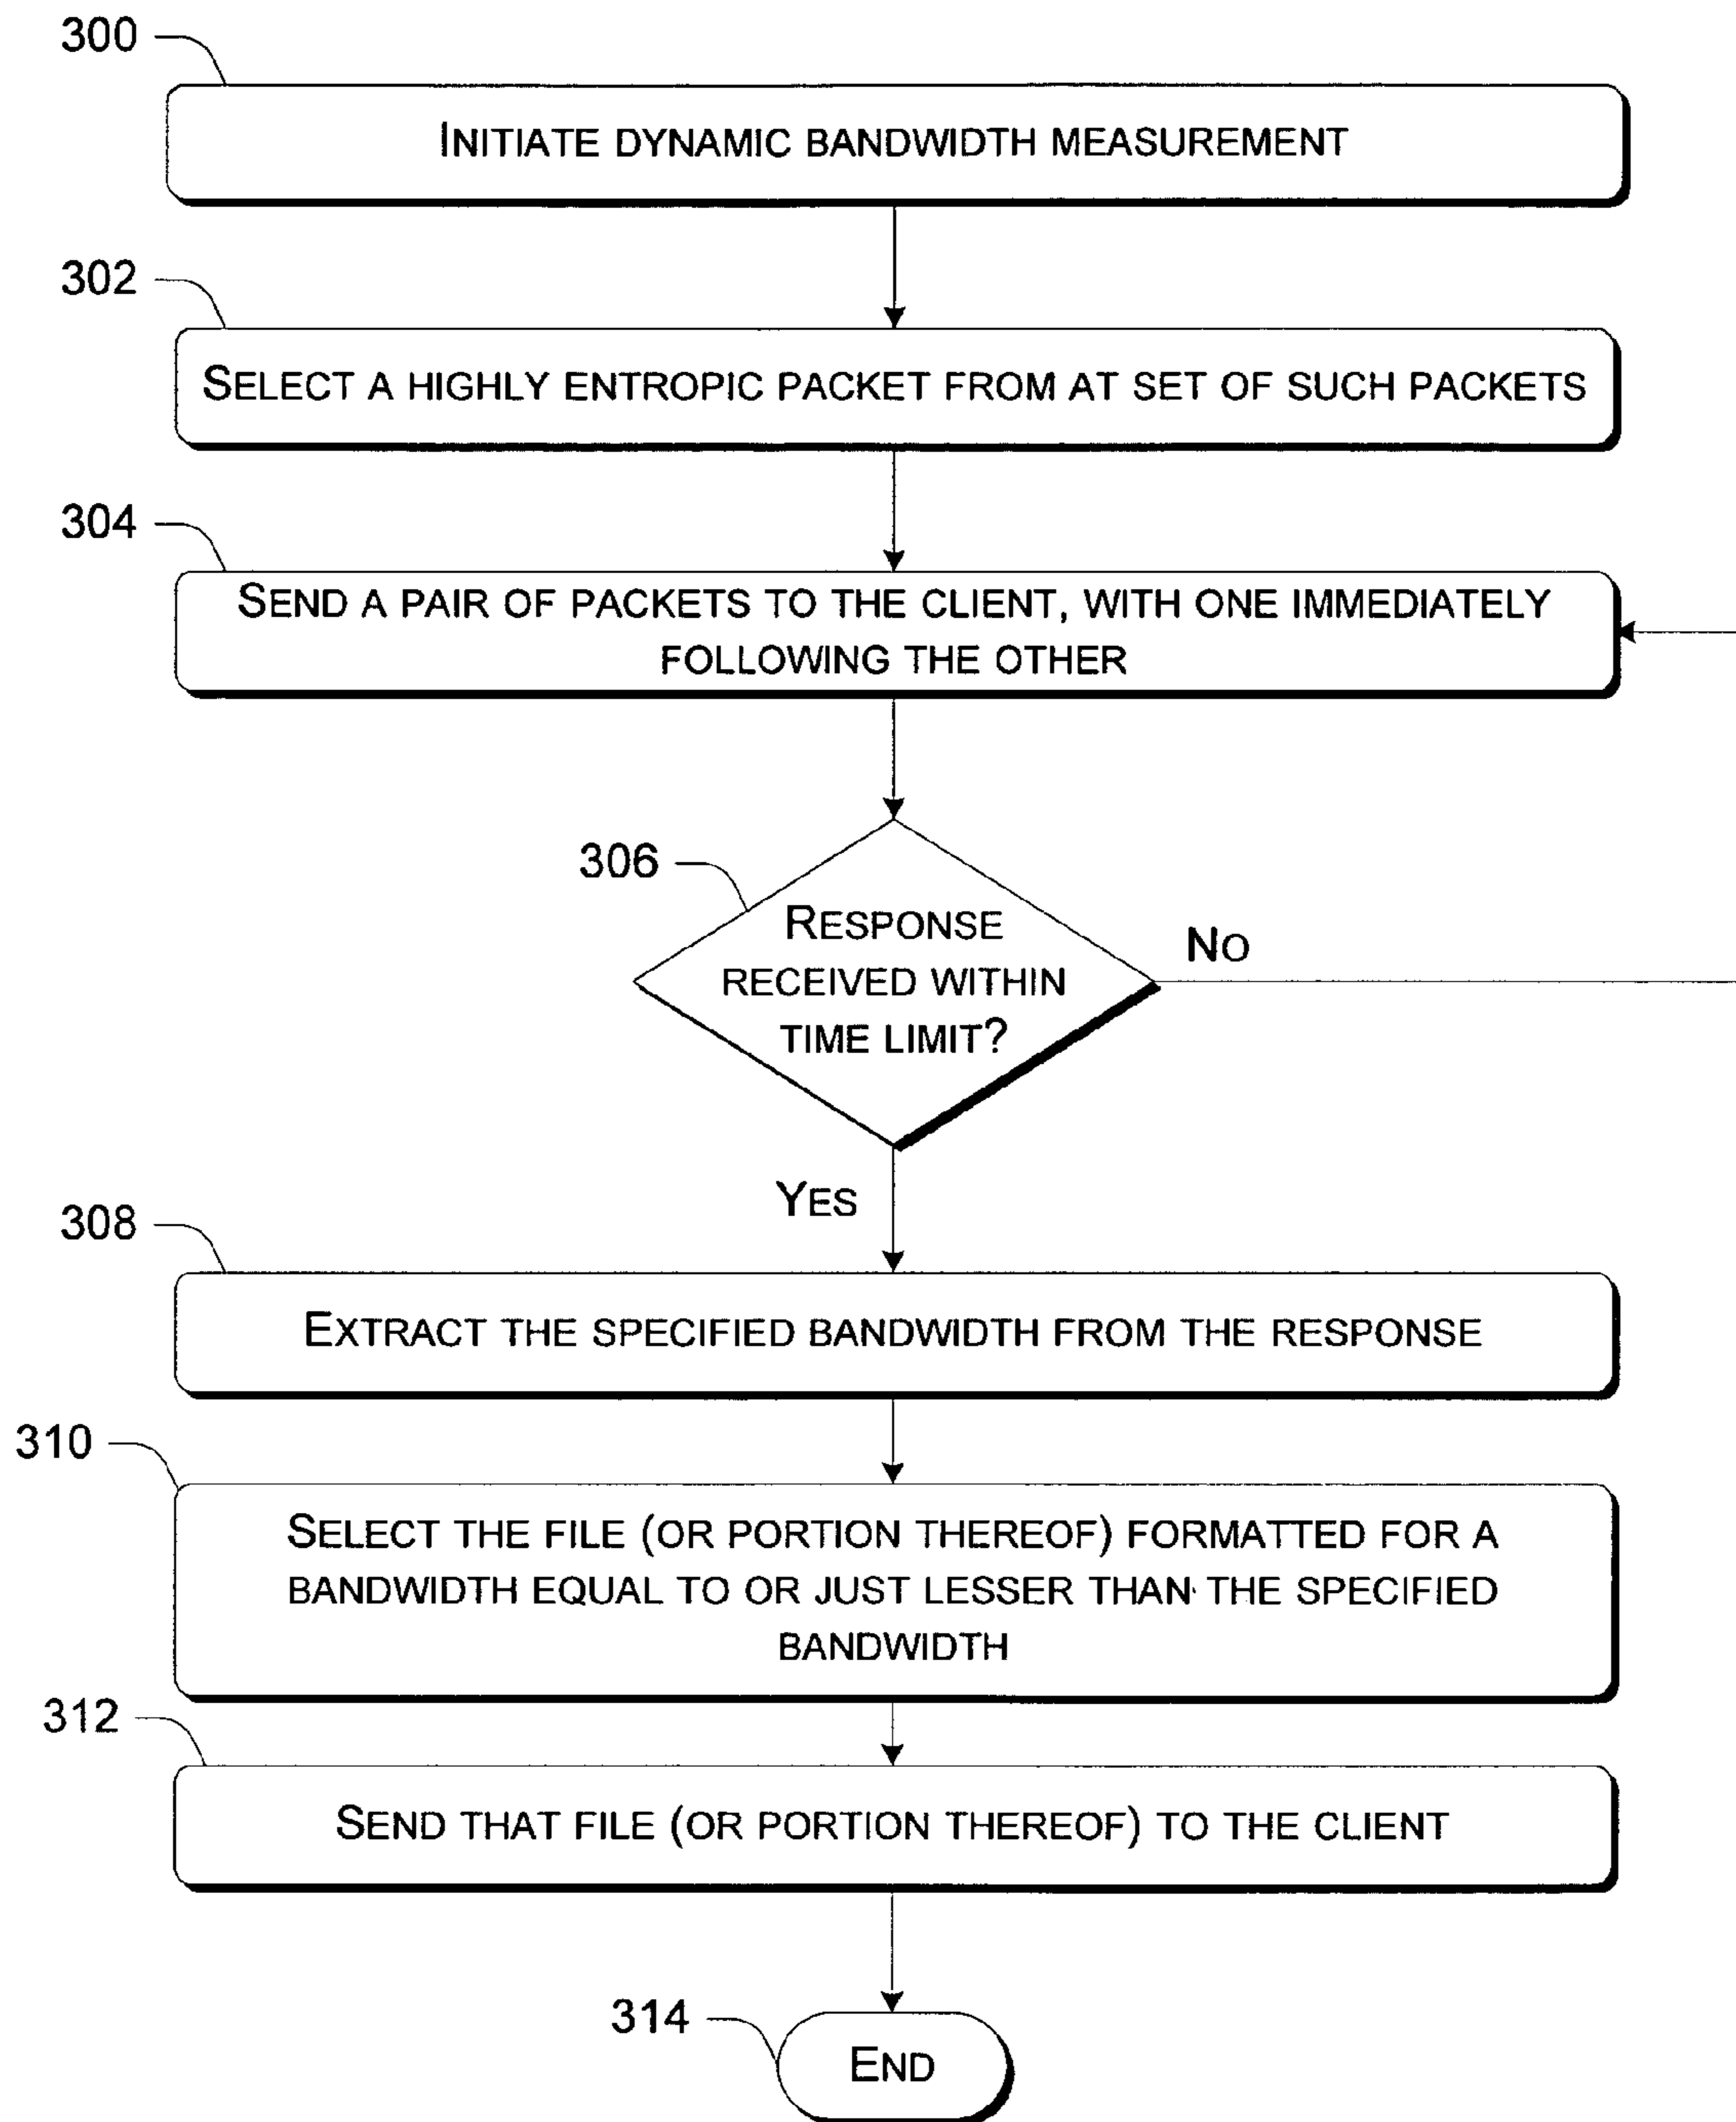 300
INITIATE DYNAMIC BANDWIDTH MEASUREMENT
302
SELECT A HIGHLY ENTROPIC PACKET FROM AT SET OF SUCH PACKETS
304
SEND A PAIR OF PACKETS TO THE CLIENT, WITH ONE IMMEDIATELY
FOLLOWING THE OTHER
306
RESPONSE
RECEIVED WITHIN
TIME LIMIT?
NO
YES
308
EXTRACT THE SPECIFIED BANDWIDTH FROM THE RESPONSE
310
SELECT THE FILE (OR PORTION THEREOF) FORMATTED FOR A
BANDWIDTH EQUAL TO OR JUST LESSER THAN THE SPECIFIED
BANDWIDTH
312
SEND THAT FILE (OR PORTION THEREOF) TO THE CLIENT
314
END